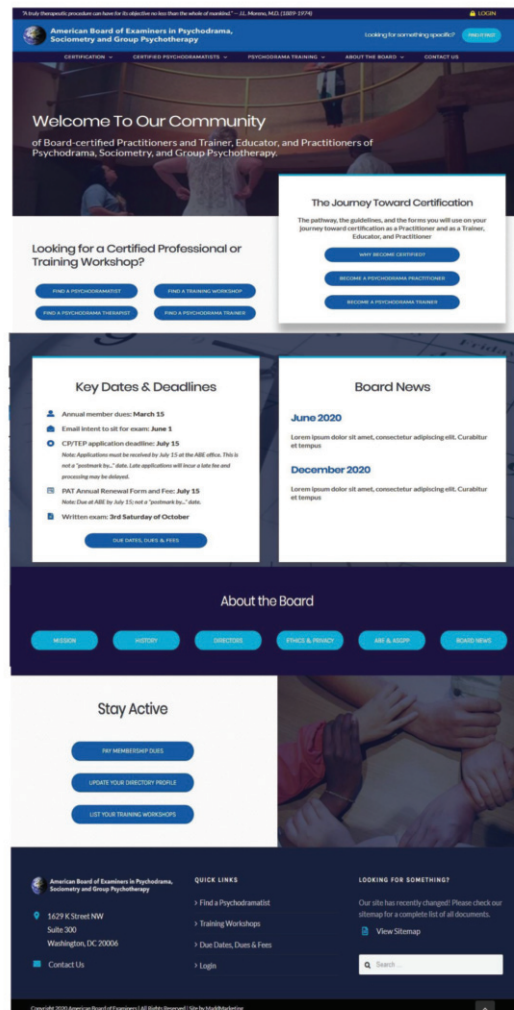 "A truly therapeutic procedure can have for its objective no less than the whole of mankind." – J.L. Moreno, M.D. (1889-1974)
LOGIN
American Board of Examiners in Psychodrama,
Sociometry and Group Psychotherapy
Looking for something specific?
FIND IT FAST
CERTIFICATION
CERTIFIED PSYCHODRAMATISTS
PSYCHODRAMA TRAINING
ABOUT THE BOARD
CONTACT US
Welcome To Our Community
of Board-certified Practitioners and Trainer, Educator, and Practitioners of
Psychodrama, Sociometry, and Group Psychotherapy.
Looking for a Certified Professional or
Training Workshop?
FIND A PSYCHODRAMATIST
FIND A TRAINING WORKSHOP
FIND A PSYCHODRAMA THERAPIST
FIND A PSYCHODRAMA TRAINER
The Journey Toward Certification
The pathway, the guidelines, and the forms you will use on your
journey toward certification as a Practitioner and as a Trainer,
Educator, and Practitioner
WHY BECOME CERTIFIED?
BECOME A PSYCHODRAMA PRACTITIONER
BECOME A PSYCHODRAMA TRAINER
Friday
Key Dates & Deadlines
Annual member dues: March 15
Email intent to sit for exam: June 1
CP/TEP application deadline: July 15
Note: Applications must be received by July 15 at the ABE office. This is
not a "postmark by..." date. Late applications will incur a late fee and
processing may be delayed.
PAT Annual Renewal Form and Fee: July 15
Note: Due at ABE by July 15; not a "postmark by..." date.
Written exam: 3rd Saturday of October
OUR DATES, DUES & FEES
Board News
June 2020
Lorem ipsum dolor sit amet, consectetur adipiscing elit. Curabitur
et tempus
December 2020
Lorem ipsum dolor sit amet, consectetur adipiscing elit. Curabitur
et tempus
About the Board
MISSION
HISTORY
DIRECTORS
ETHICS & PRIVACY
ABE & ASGPP
BOARD NEWS
Stay Active
PAY MEMBERSHIP DUES
UPDATE YOUR DIRECTORY PROFILE
LIST YOUR TRAINING WORKSHOPS
American Board of Examiners in Psychodrama,
Sociometry and Group Psychotherapy
1629 K Street NW
Suite 300
Washington, DC 20006
Contact Us
QUICK LINKS
> Find a Psychodramatist
> Training Workshops
> Due Dates, Dues & Fees
> Login
LOOKING FOR SOMETHING?
Our site has recently changed! Please check our
sitemap for a complete list of all documents.
View Sitemap
Search ...
Copyright 2020 American Board of Examiners | All Rights Reserved | Site by